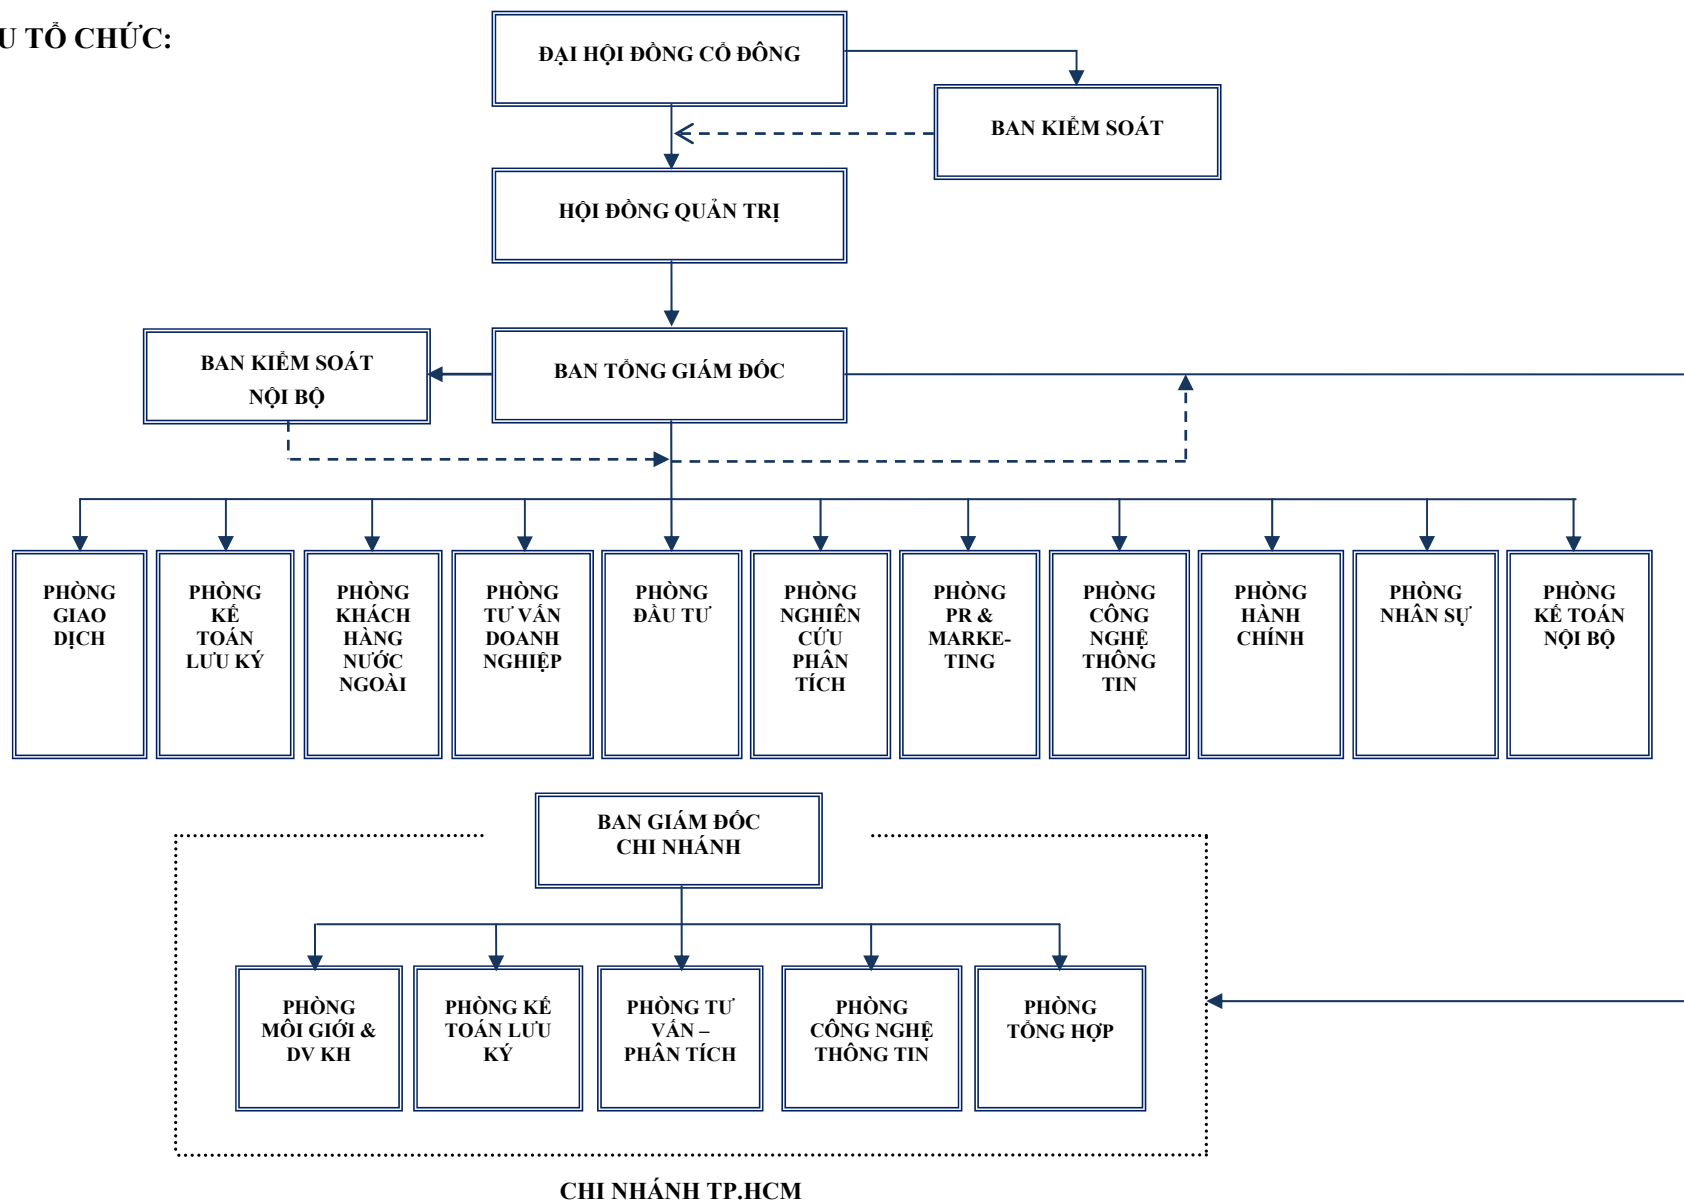 U TỔ CHỨC:
ĐẠI HỘI ĐỒNG CỔ ĐÔNG
BAN KIỂM SOÁT
HỘI ĐỒNG QUẢN TRỊ
BAN KIỂM SOÁT
NỘI BỘ
BAN TỔNG GIÁM ĐỐC
PHÒNG
GIAO
DỊCH
PHÒNG
KẾ
TOÁN
LƯU KÝ
PHÒNG
KHÁCH
HÀNG
NƯỚC
NGOÀI
PHÒNG
TƯ VẤN
DOANH
NGHIỆP
PHÒNG
ĐẦU TƯ
PHÒNG
NGHIÊN
CỨU
PHÂN
TÍCH
PHÒNG
PR &
MARKE-
TING
PHÒNG
CÔNG
NGHỆ
THÔNG
TIN
PHÒNG
HÀNH
CHÍNH
PHÒNG
NHÂN SỰ
PHÒNG
KẾ TOÁN
NỘI BỘ
BAN GIÁM ĐỐC
CHI NHÁNH
PHÒNG
MÔI GIỚI &
DV KH
PHÒNG KẾ
TOÁN LƯU
KÝ
PHÒNG TƯ
VẤN –
PHÂN TÍCH
PHÒNG
CÔNG NGHỆ
THÔNG TIN
PHÒNG
TỔNG HỢP
CHI NHÁNH TP.HCM